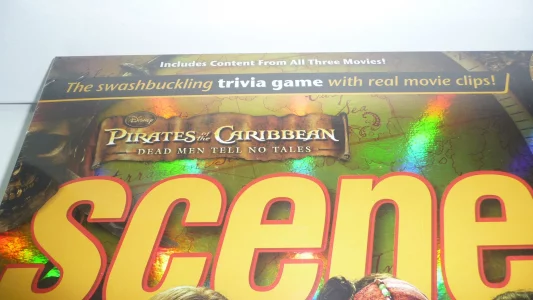 Includes Content From All Three Movies!
The swashbuckling trivia game with real movie clips!
Disney
PIRATES of the CARIBBEAN
DEAD MEN TELL NO TALES
scene